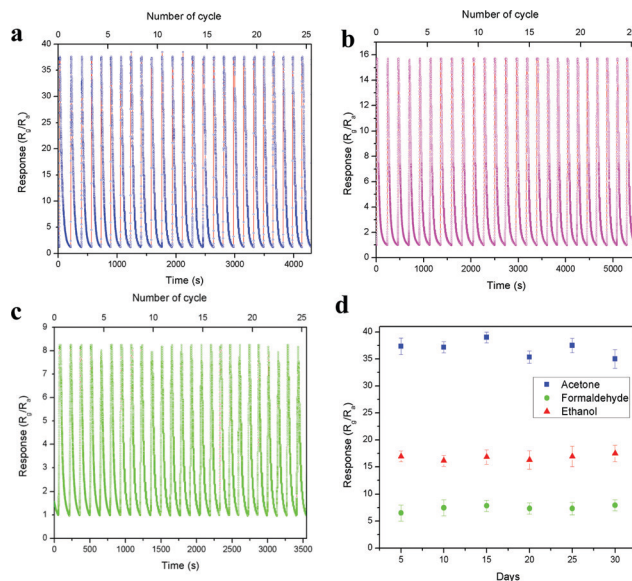 a
Number of cycle
0 5 10 15 20 25
40
35
30
25
20
15
10
5
0
Response (Rg/Ra)
0 1000 2000 3000 4000
Time (s)
b
Number of cycle
0 5 10 15 20
16
14
12
10
8
6
4
2
0
Response (Rg/Ra)
0 1000 2000 3000 4000 5000
Time (s)
c
Number of cycle
0 5 10 15 20 25
9
8
7
6
5
4
3
2
1
0
Response (Rg/Ra)
0 500 1000 1500 2000 2500 3000 3500
Time (s)
d
40
35
30
25
20
15
10
5
0
Response (Rg/Ra)
Acetone
Formaldehyde
Ethanol
5 10 15 20 25 30
Days